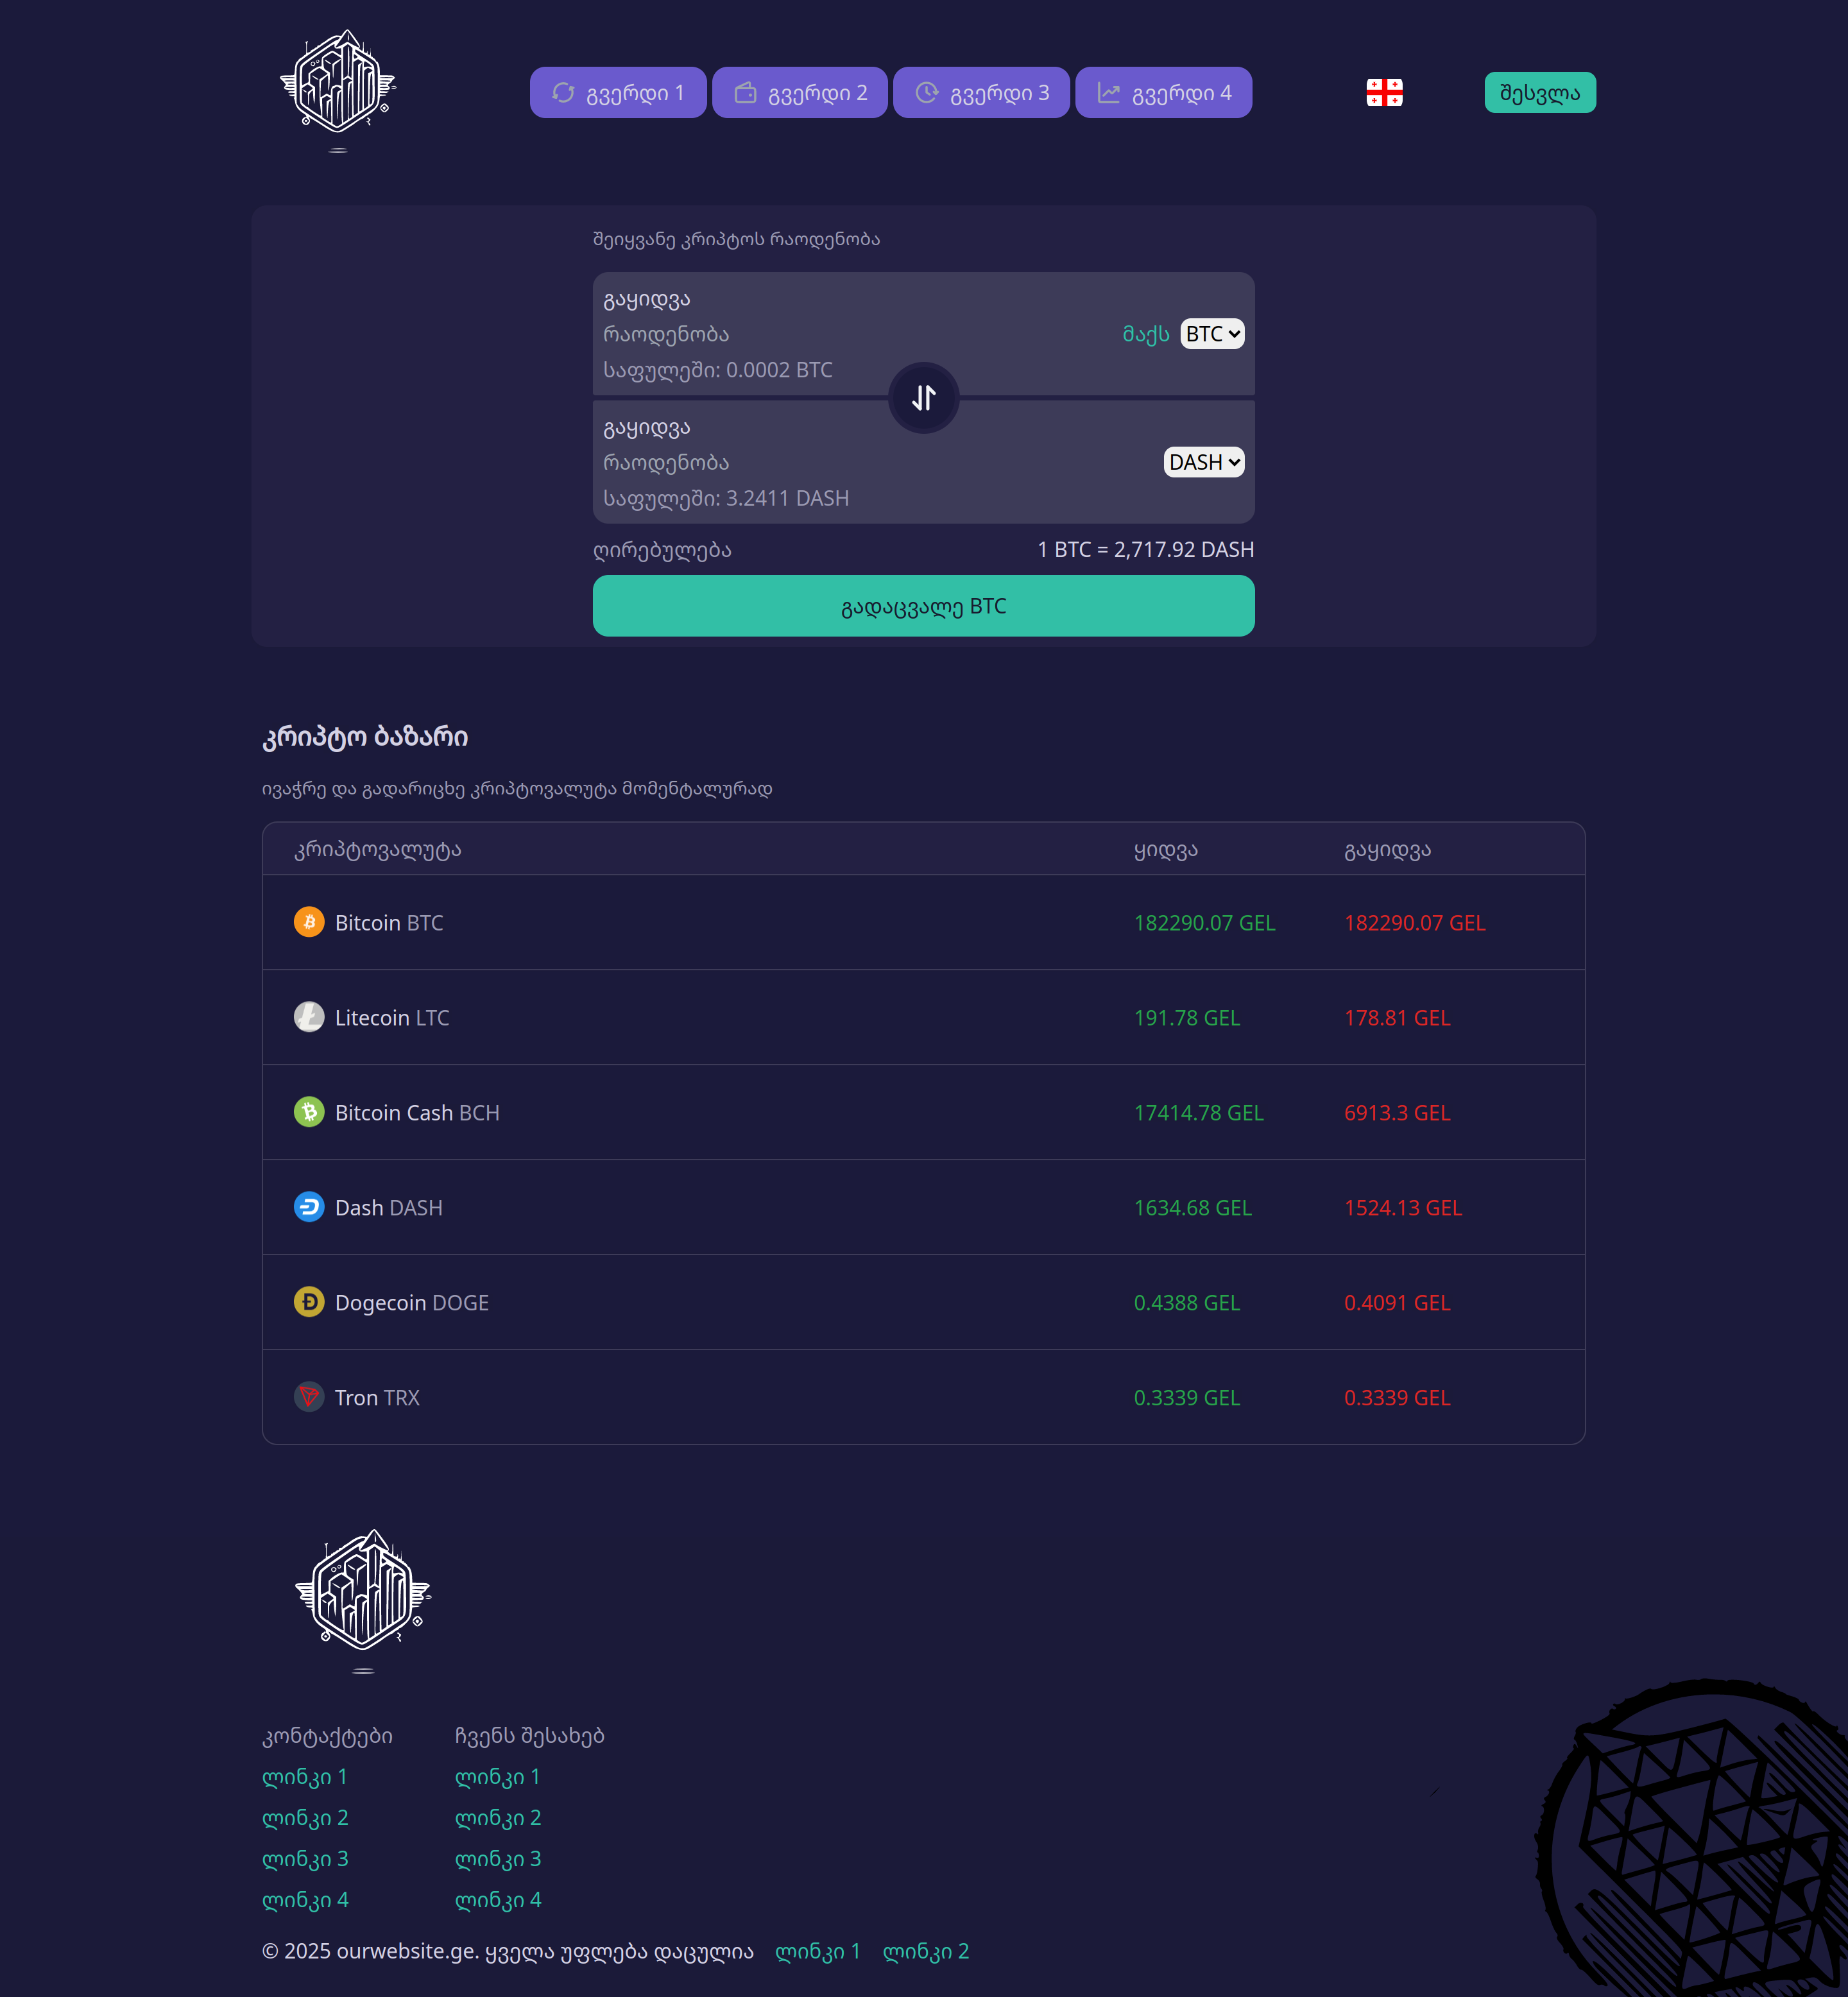 გვერდი 1 გვერდი 2 გვერდი 3 გვერდი 4 შესვლა
შეიყვანე კრიპტოს რაოდენობა
გაყიდვა
რაოდენობა მაქს BTC
საფულეში: 0.0002 BTC
გაყიდვა
რაოდენობა DASH
საფულეში: 3.2411 DASH
ღირებულება 1 BTC = 2,717.92 DASH
გადაცვალე BTC
კრიპტო ბაზარი
ივაჭრე და გადარიცხე კრიპტოვალუტა მომენტალურად
კრიპტოვალუტა ყიდვა გაყიდვა
Bitcoin BTC 182290.07 GEL 182290.07 GEL
Litecoin LTC 191.78 GEL 178.81 GEL
Bitcoin Cash BCH 17414.78 GEL 6913.3 GEL
Dash DASH 1634.68 GEL 1524.13 GEL
Dogecoin DOGE 0.4388 GEL 0.4091 GEL
Tron TRX 0.3339 GEL 0.3339 GEL
კონტაქტები ჩვენს შესახებ
ლინკი 1 ლინკი 1
ლინკი 2 ლინკი 2
ლინკი 3 ლინკი 3
ლინკი 4 ლინკი 4
© 2025 ourwebsite.ge. ყველა უფლება დაცულია ლინკი 1 ლინკი 2